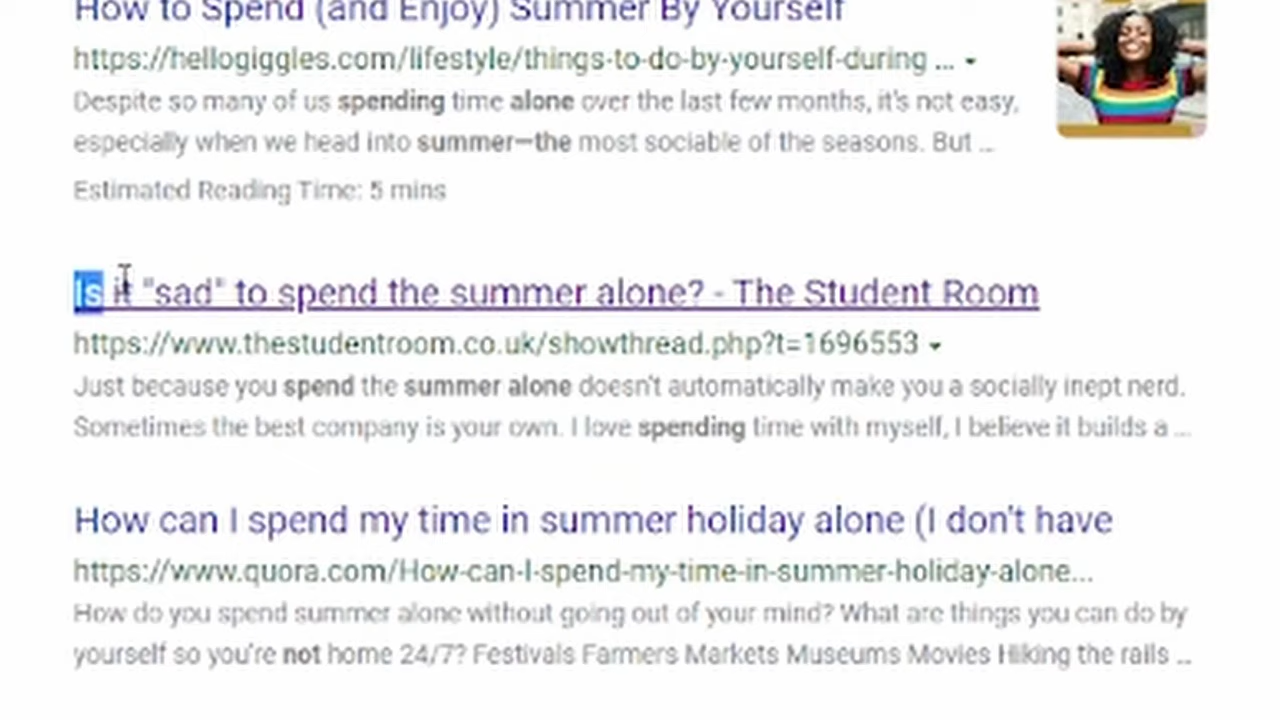 How to Spend (and Enjoy) Summer By Yourself
https://hellogiggles.com/lifestyle/things-to-do-by-yourself-during ...
Despite so many of us spending time alone over the last few months, it's not easy,
especially when we head into summer—the most sociable of the seasons. But ...
Estimated Reading Time: 5 mins
Is it "sad" to spend the summer alone? - The Student Room
https://www.thestudentroom.co.uk/showthread.php?t=1696553
Just because you spend the summer alone doesn't automatically make you a socially inept nerd.
Sometimes the best company is your own. I love spending time with myself, I believe it builds a ...
How can I spend my time in summer holiday alone (I don't have
https://www.quora.com/How-can-I-spend-my-time-in-summer-holiday-alone...
How do you spend summer alone without going out of your mind? What are things you can do by
yourself so you're not home 24/7? Festivals Farmers Markets Museums Movies Hiking the rails ...